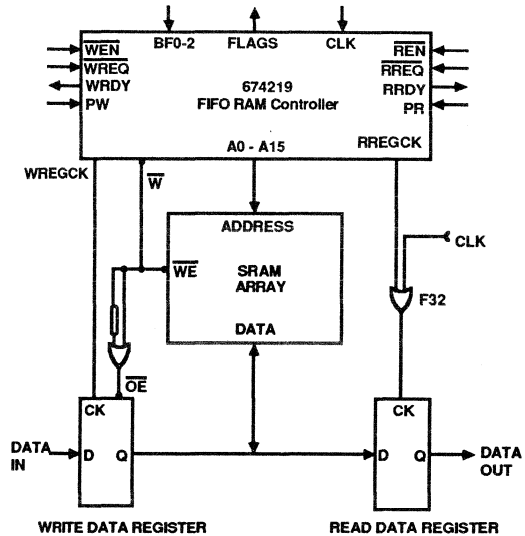 BF0-2 FLAGS CLK
WEN
WREQ
WRDY
PW
REN
RREQ
RRDY
PR
674219
FIFO RAM Controller
A0 - A15
RREGCK
WREGCK
W
ADDRESS
WE
SRAM
ARRAY
DATA
CLK
F32
OE
CK
CK
DATA
IN
D Q
D Q
DATA
OUT
WRITE DATA REGISTER
READ DATA REGISTER